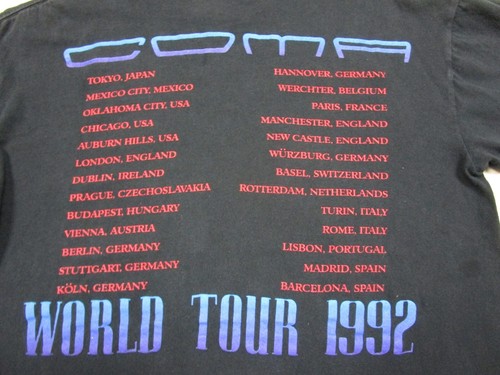 COMA
TOKYO, JAPAN
MEXICO CITY, MEXICO
OKLAHOMA CITY, USA
CHICAGO, USA
AUBURN HILLS, USA
LONDON, ENGLAND
DUBLIN, IRELAND
PRAGUE, CZECHOSLAVAKIA
BUDAPEST, HUNGARY
VIENNA, AUSTRIA
BERLIN, GERMANY
STUTTGART, GERMANY
KÖLN, GERMANY
HANNOVER, GERMANY
WERCHTER, BELGIUM
PARIS, FRANCE
MANCHESTER, ENGLAND
NEW CASTLE, ENGLAND
WÜRZBURG, GERMANY
BASEL, SWITZERLAND
ROTTERDAM, NETHERLANDS
TURIN, ITALY
ROME, ITALY
LISBON, PORTUGAL
MADRID, SPAIN
BARCELONA, SPAIN
WORLD TOUR 1992